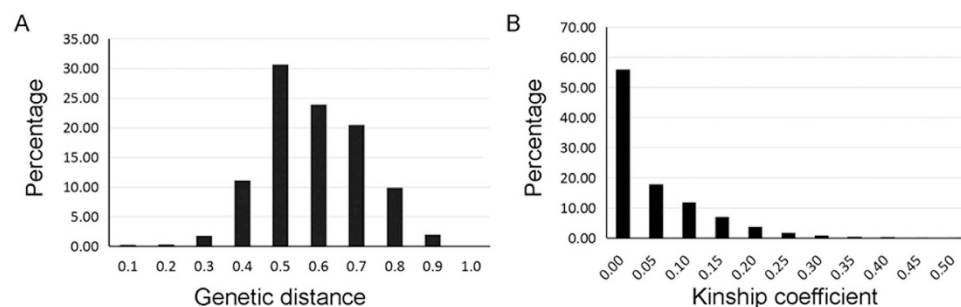 A
Percentage
35.00
30.00
25.00
20.00
15.00
10.00
5.00
0.00
0.1 0.2 0.3 0.4 0.5 0.6 0.7 0.8 0.9 1.0
Genetic distance
B
Percentage
70.00
60.00
50.00
40.00
30.00
20.00
10.00
0.00
0.00 0.05 0.10 0.15 0.20 0.25 0.30 0.35 0.40 0.45 0.50
Kinship coefficient